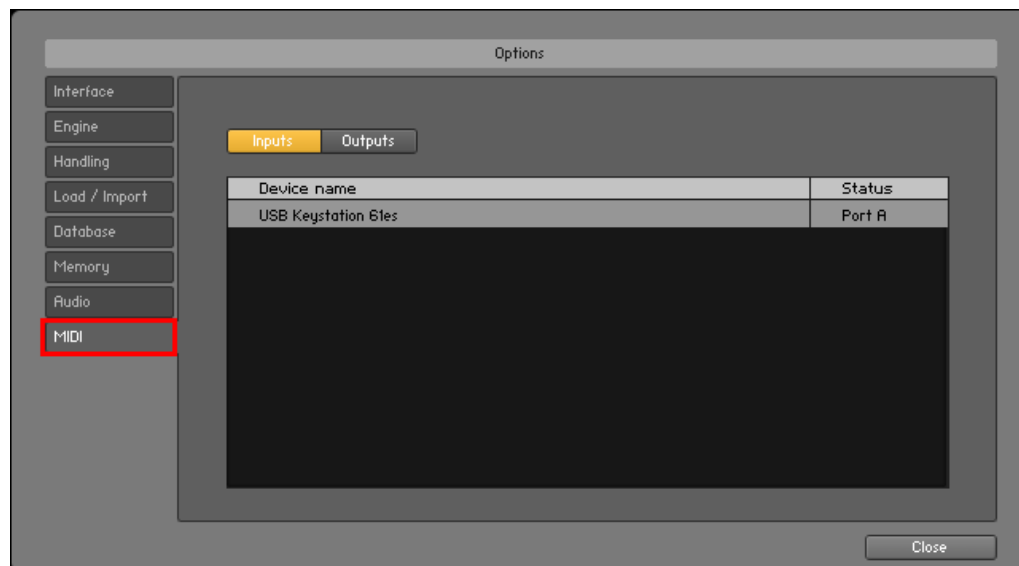 Options
Interface
Engine
Handling
Load / Import
Database
Memory
Audio
MIDI
Inputs Outputs
Device name Status
USB Keystation 61es Port A
Close